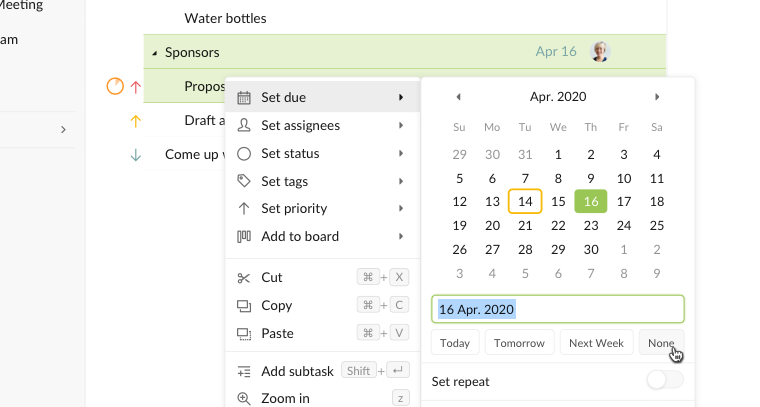 Meeting
Water bottles
am
Sponsors Apr 16
Propos
Draft a
Come up
Set due
Set assignees
Set status
Set tags
Set priority
Add to board
Cut ⌘ + X
Copy ⌘ + C
Paste ⌘ + V
Add subtask Shift + ↵
Zoom in z
Apr. 2020
Su Mo Tu We Th Fr Sa
29 30 31 1 2 3 4
5 6 7 8 9 10 11
12 13 14 15 16 17 18
19 20 21 22 23 24 25
26 27 28 29 30 1 2
3 4 5 6 7 8 9
16 Apr. 2020
Today Tomorrow Next Week None
Set repeat